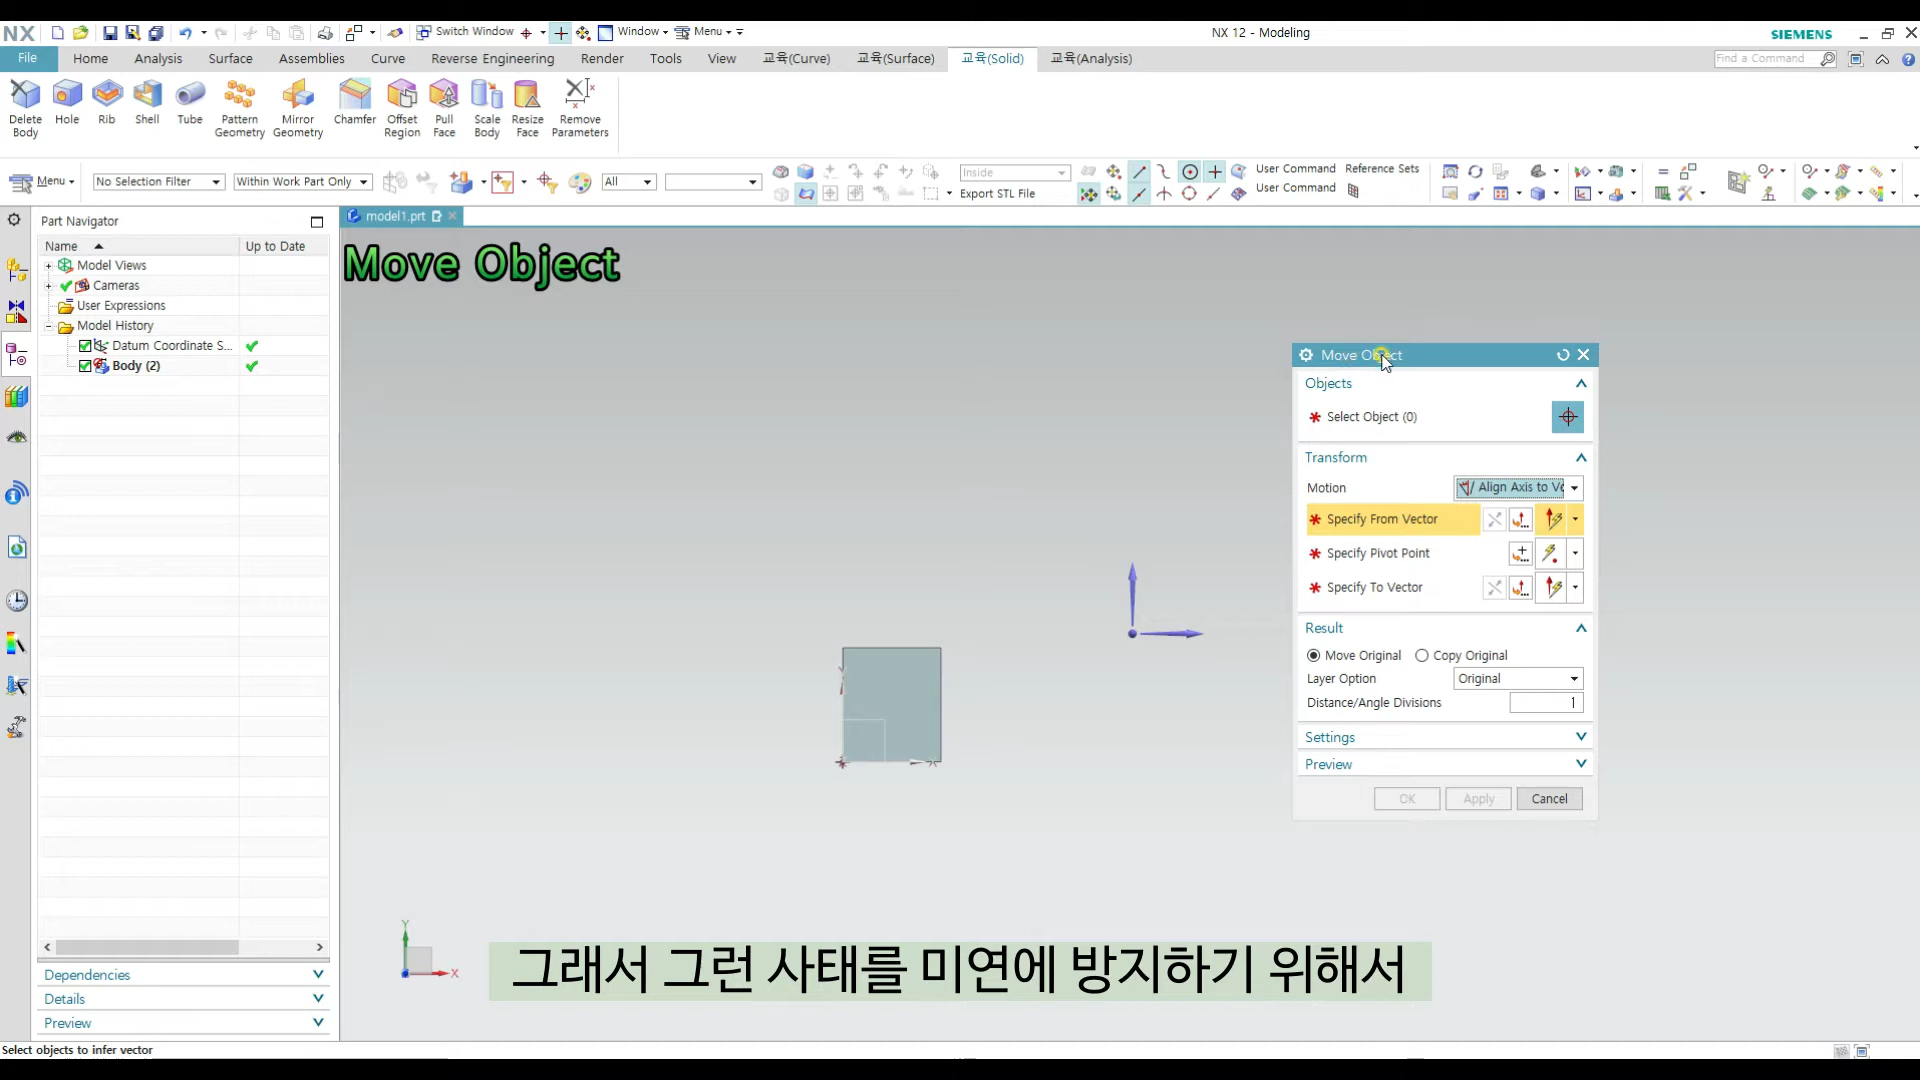 NX
Switch Window
Window
Menu
NX 12 - Modeling
SIEMENS
File
Home
Analysis
Surface
Assemblies
Curve
Reverse Engineering
Render
Tools
View
교육(Curve)
교육(Surface)
교육(Solid)
교육(Analysis)
Find a Command
Delete Body
Hole
Rib
Shell
Tube
Pattern Geometry
Mirror Geometry
Chamfer
Offset Region
Pull Face
Scale Body
Resize Face
Remove Parameters
Menu
No Selection Filter
Within Work Part Only
All
Inside
Export STL File
User Command
User Command
Reference Sets
Part Navigator
Name
Up to Date
Model Views
Cameras
User Expressions
Model History
Datum Coordinate S...
Body (2)
Dependencies
Details
Preview
model1.prt
Move Object
Move Object
Objects
Select Object (0)
Transform
Motion
Align Axis to Ve
Specify From Vector
Specify Pivot Point
Specify To Vector
Result
Move Original
Copy Original
Layer Option
Original
Distance/Angle Divisions
1
Settings
Preview
OK
Apply
Cancel
Y
X
그래서 그런 사태를 미연에 방지하기 위해서
Select objects to infer vector